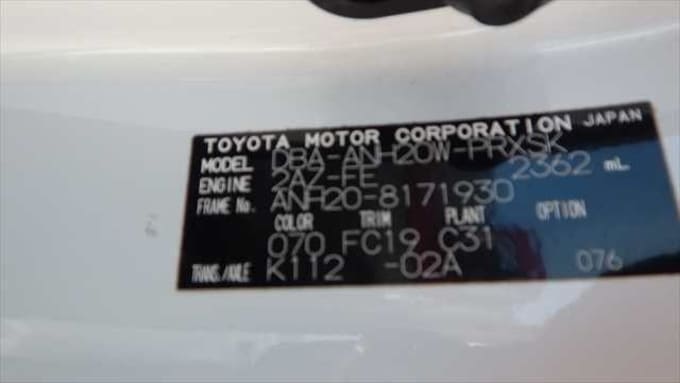 TOYOTA MOTOR CORPORATION JAPAN
MODEL DBA-ANH20W-PRXSK
ENGINE 2AZ-FE 2362 mL
FRAME No. ANH20-8171930
COLOR TRIM PLANT OPTION
070 FC19 C31
TRANS./AXLE K112 -02A 076